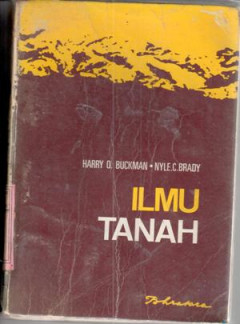 HARRY O. BUCKMAN • NYLE.C.BRADY
ILMU
TANAH
Bhratara